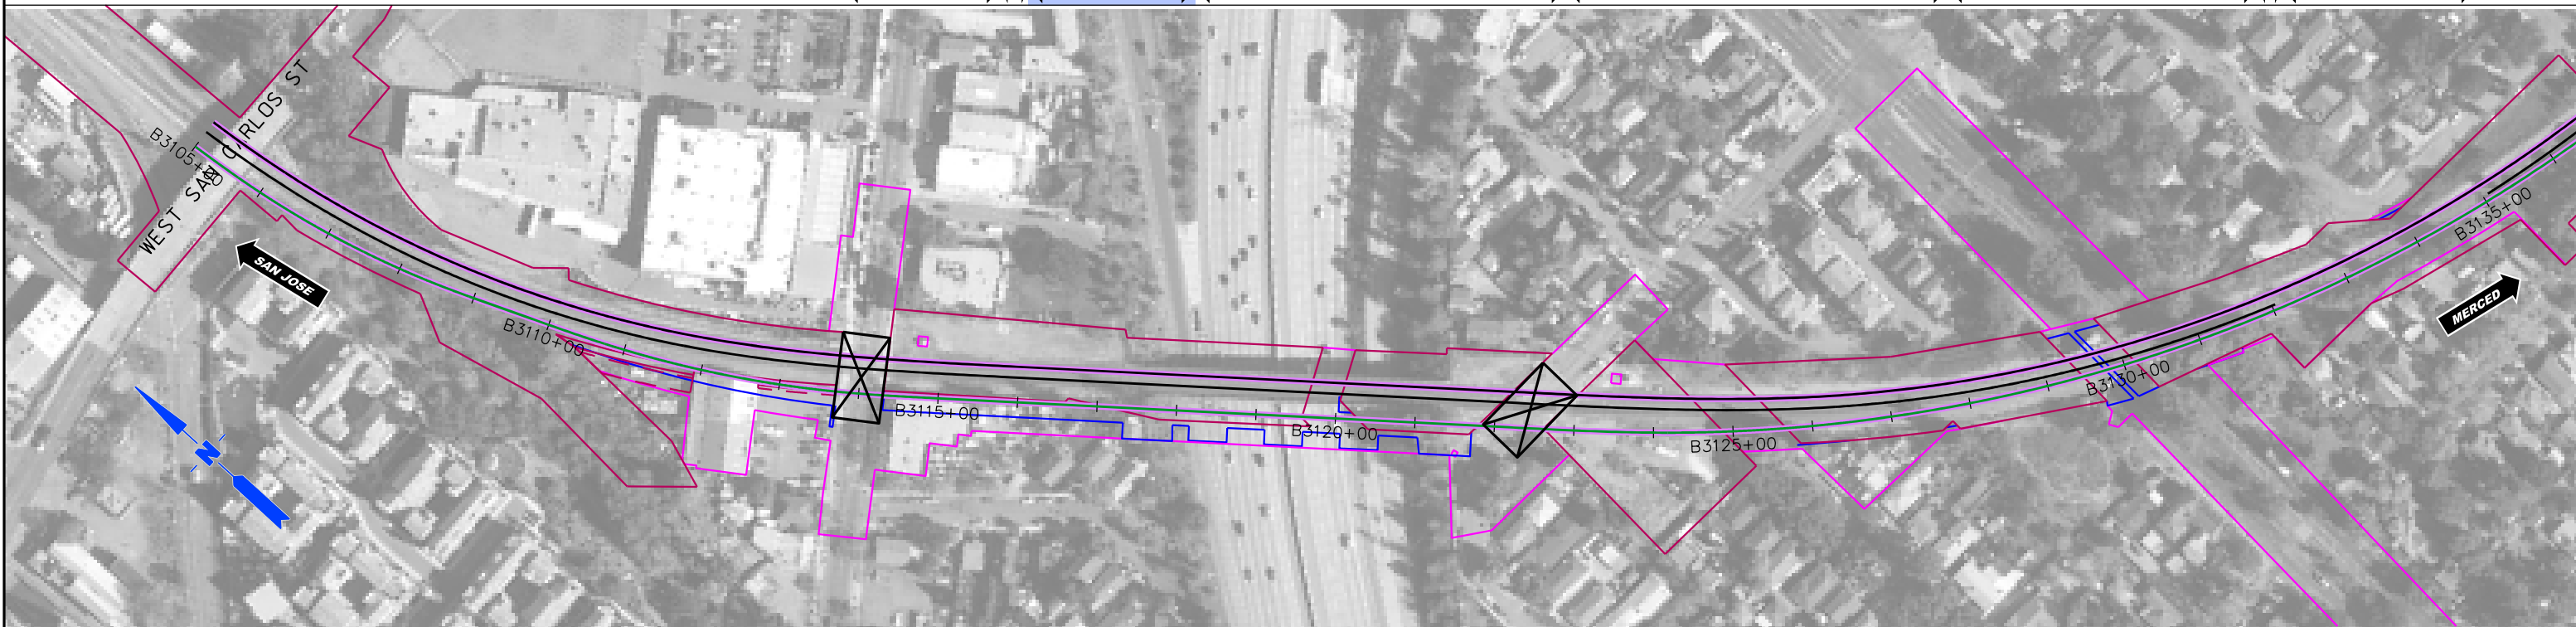 WEST SAN CARLOS ST
B3105+00
SAN JOSE
N
B3110+00
B3115+00
B3120+00
B3125+00
B3130+00
B3135+00
MERCED